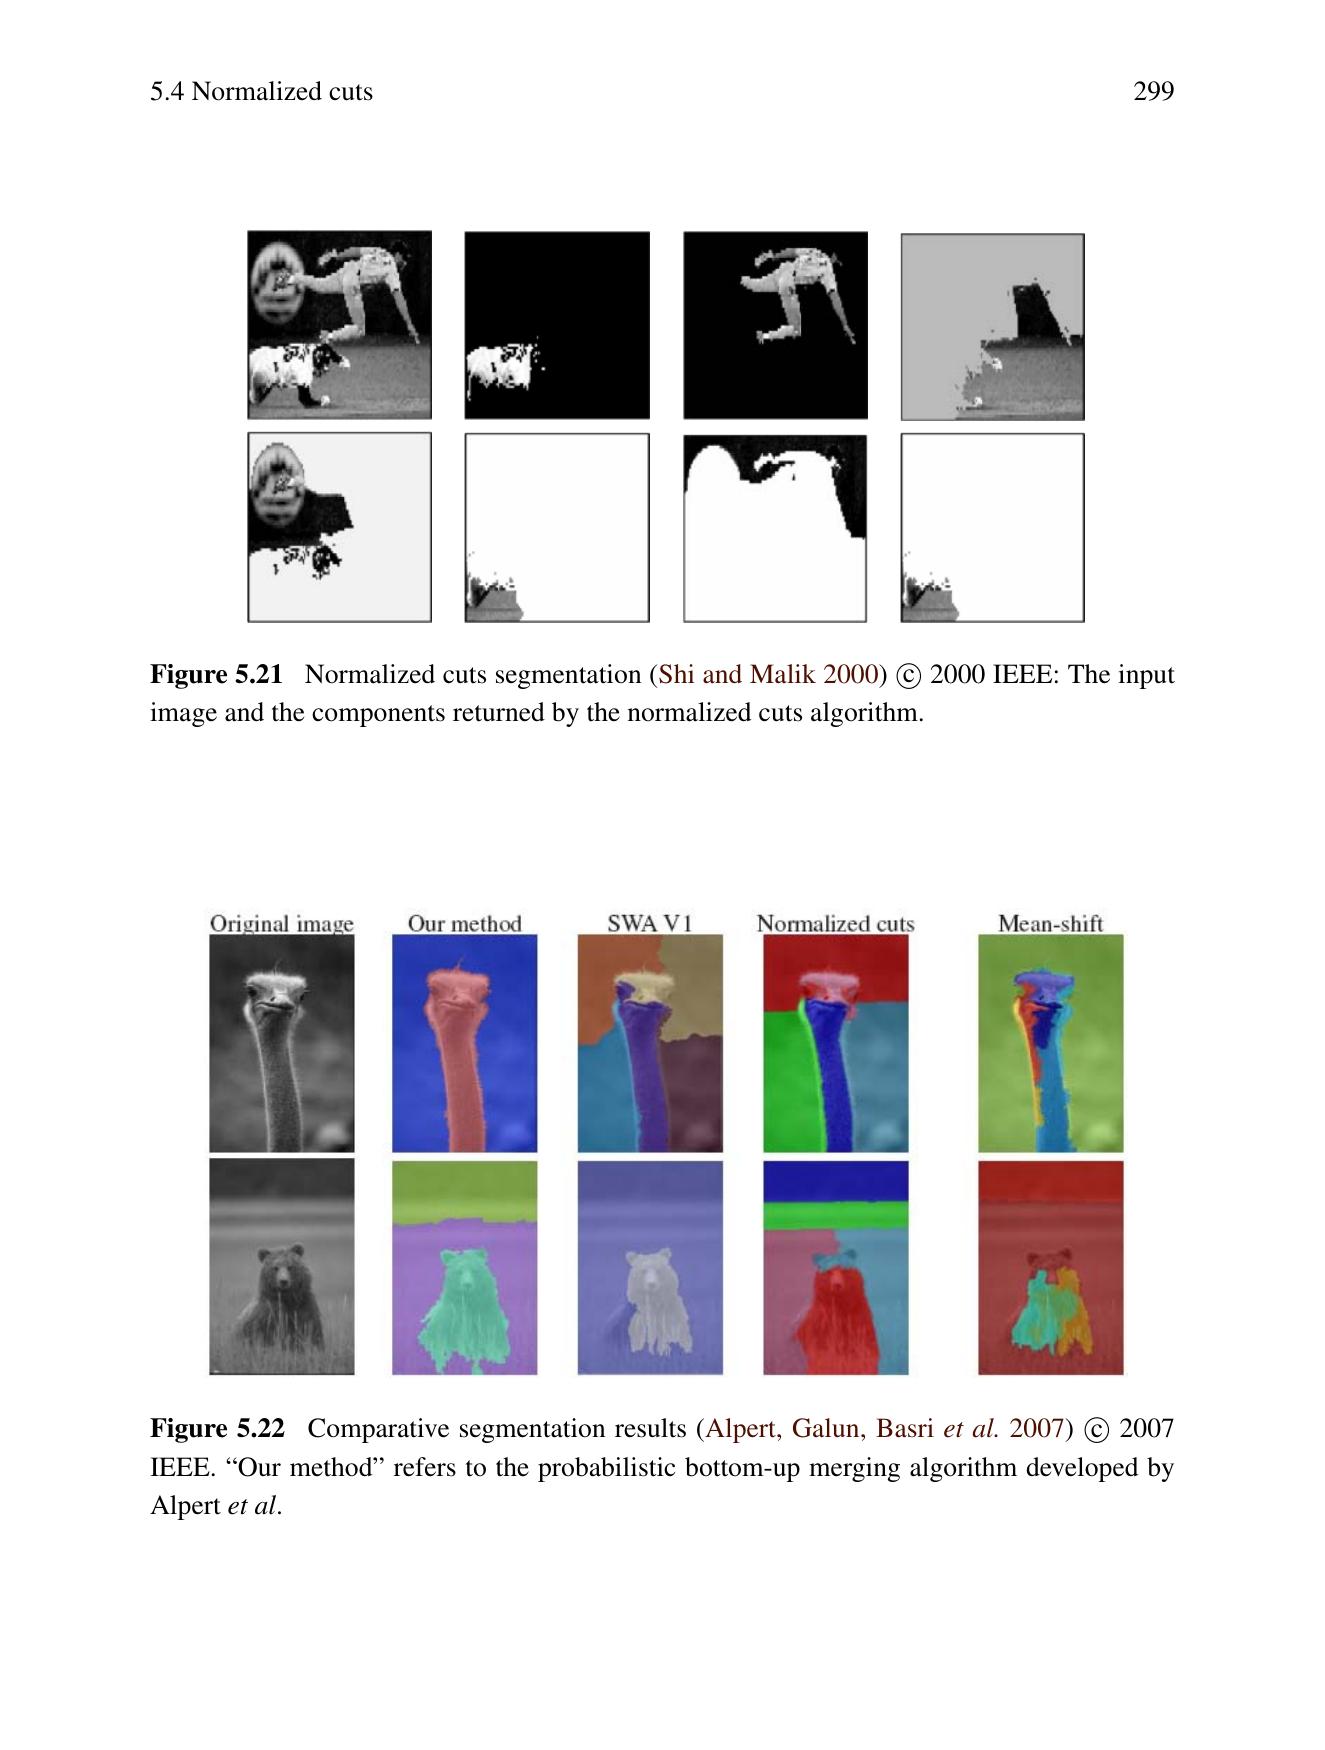 5.4 Normalized cuts 299
Figure 5.21 Normalized cuts segmentation (Shi and Malik 2000) © 2000 IEEE: The input
image and the components returned by the normalized cuts algorithm.
Original image Our method SWA V1 Normalized cuts Mean-shift
Figure 5.22 Comparative segmentation results (Alpert, Galun, Basri et al. 2007) © 2007
IEEE. “Our method” refers to the probabilistic bottom-up merging algorithm developed by
Alpert et al.